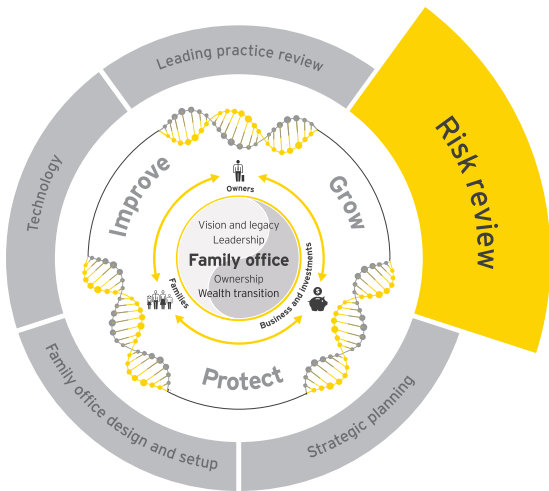 Leading practice review
Risk review
Strategic planning
Family office design and setup
Technology
Improve
Grow
Protect
Owners
Business and investments
Families
Vision and legacy
Leadership
Family office
Ownership
Wealth transition
$